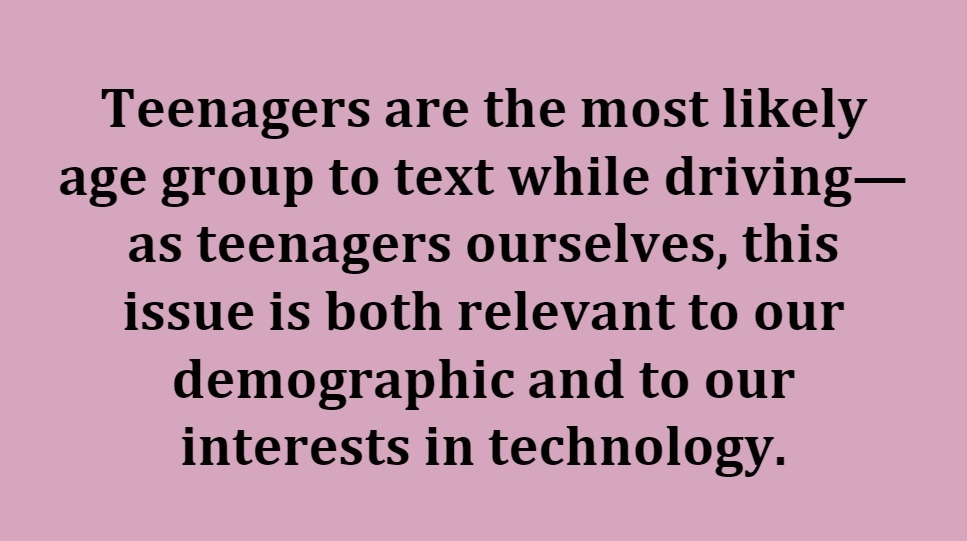 Teenagers are the most likely
age group to text while driving—
as teenagers ourselves, this
issue is both relevant to our
demographic and to our
interests in technology.